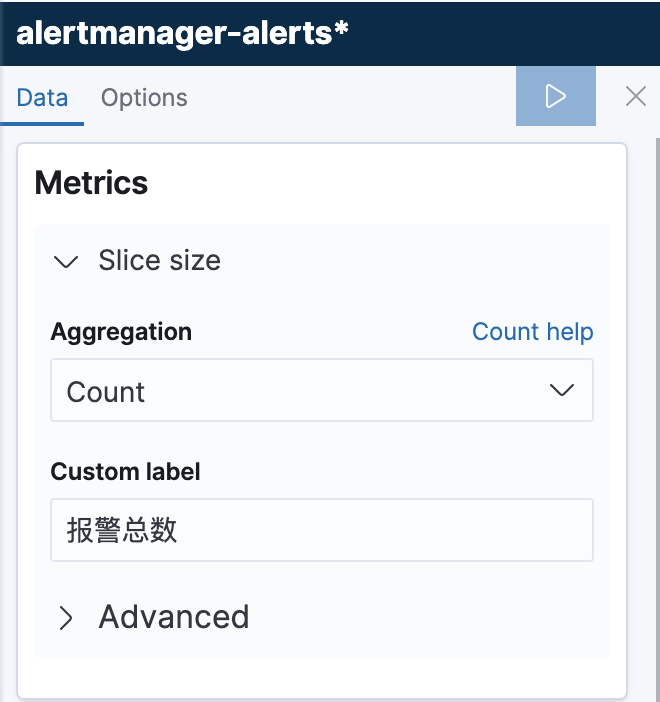 alertmanager-alerts*
Data Options
Metrics
Slice size
Aggregation Count help
Count
Custom label
报警总数
Advanced